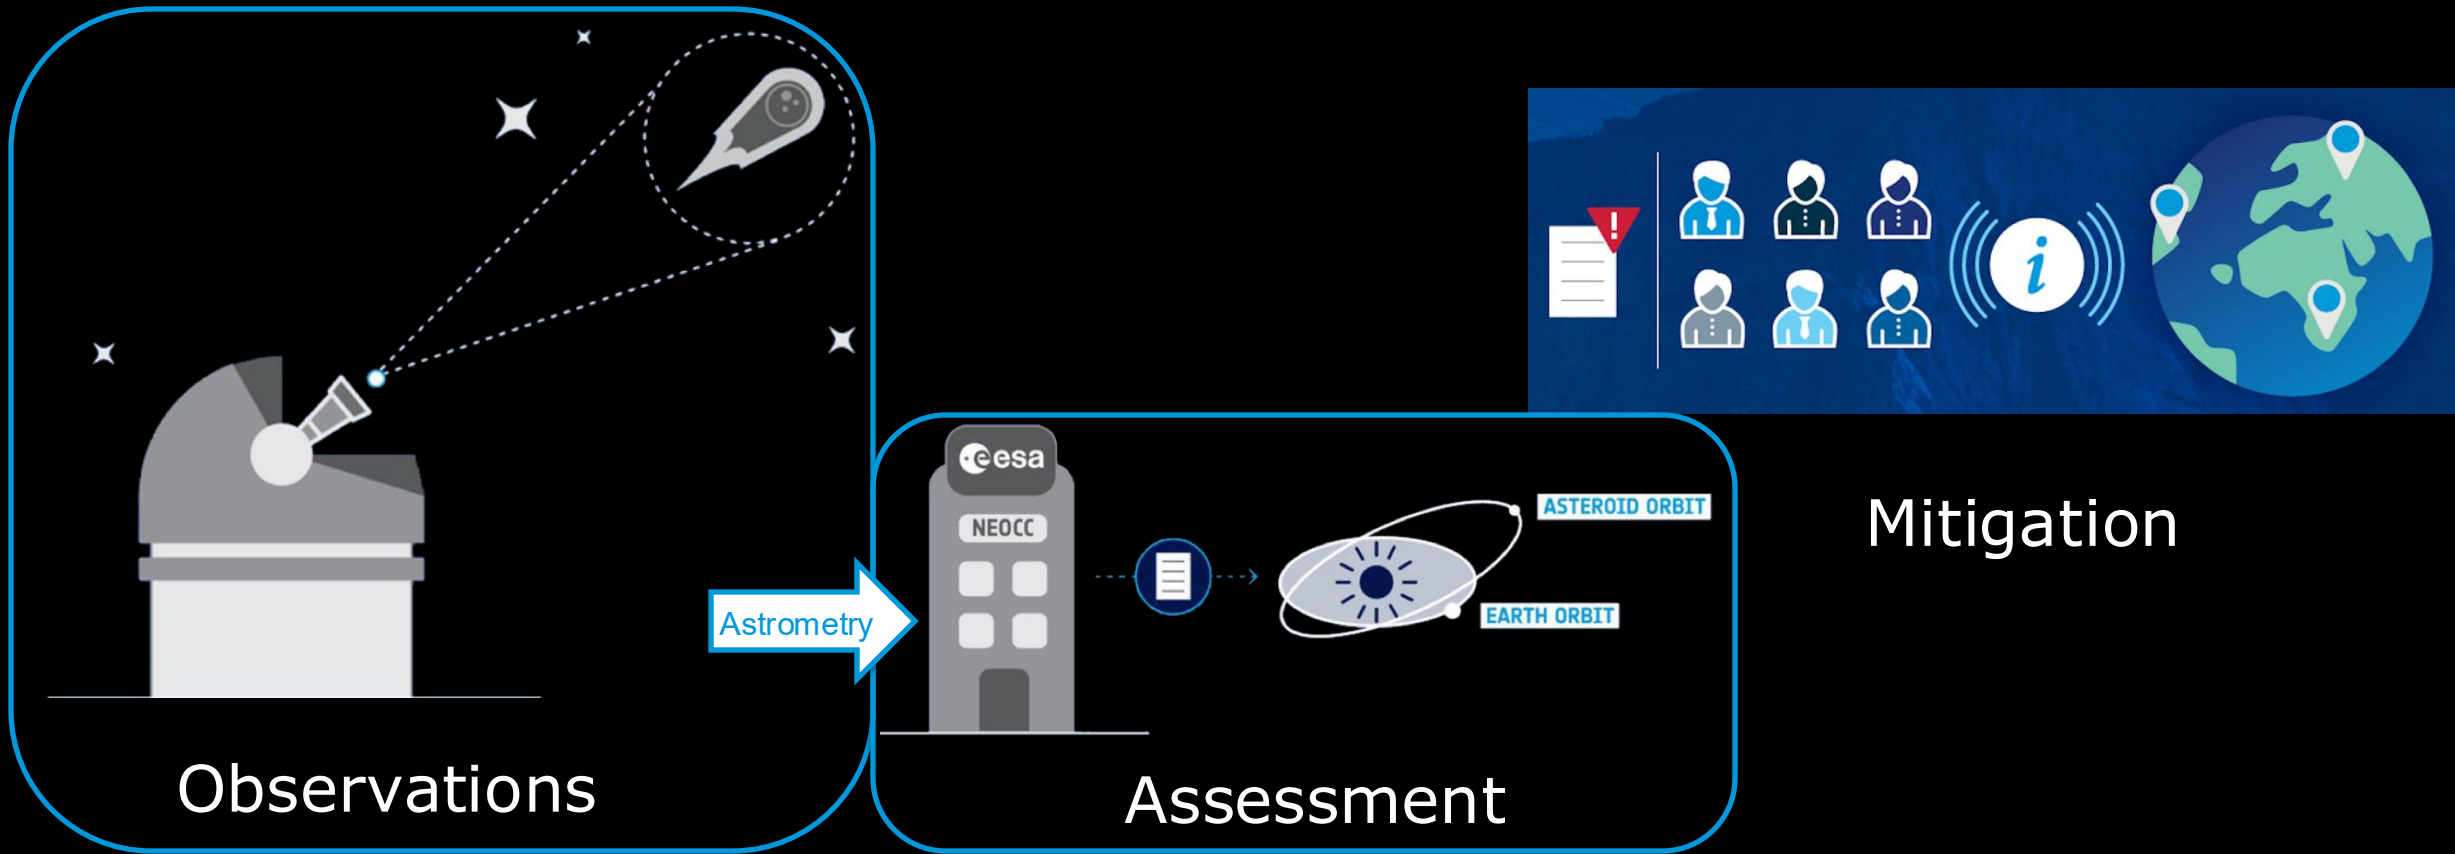 Observations
Astrometry
esa
NEOCC
ASTEROID ORBIT
EARTH ORBIT
Assessment
!
i
Mitigation